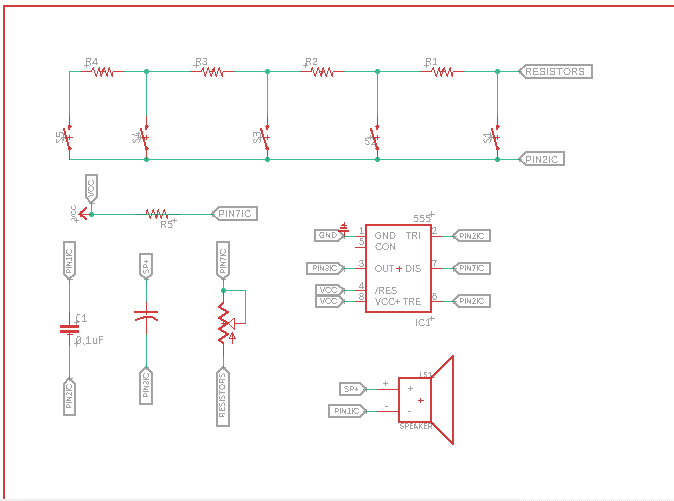 R4 R3 R2 R1 RESISTORS
S5 S4 S3 S2 S1
PIN2IC
VCC
VCC R5 PIN7IC
555
GND 1 GND TRI 2 PIN2IC
5 CON
PIN3IC 3 OUT DIS 7 PIN7IC
VCC 4 /RES
VCC 8 VCC+ TRE 6 PIN2IC
IC1
PIN1IC SP+ PIN7IC
C1
0,1uF
PIN2IC PIN3IC RESISTORS
LS1
SP+ + +
PIN1IC - -
SPEAKER